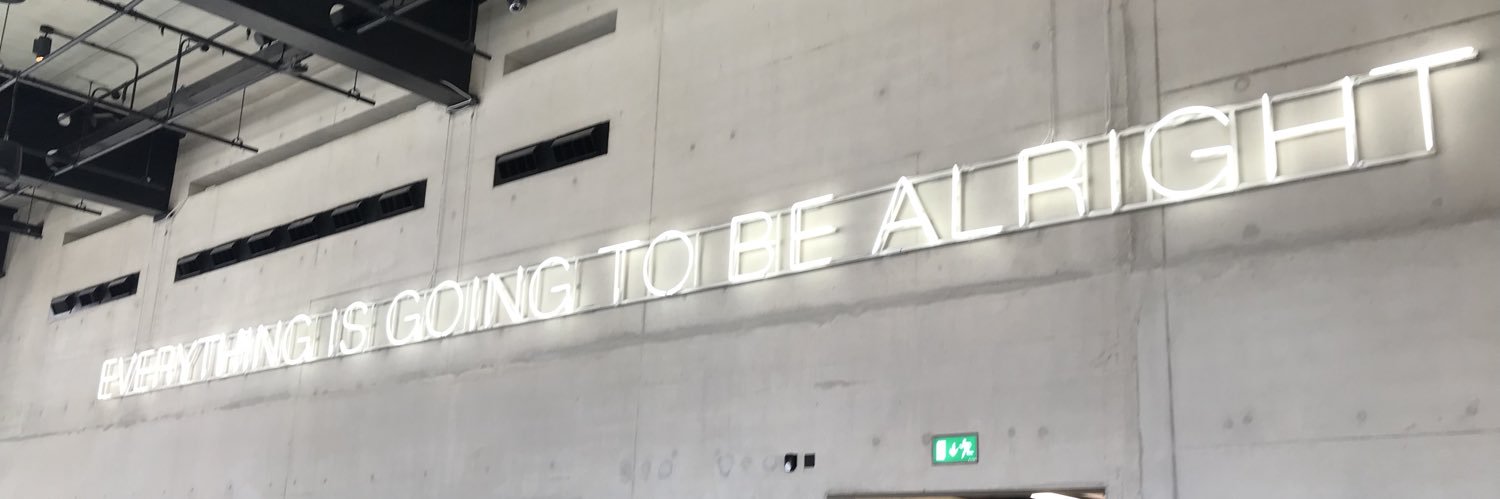 EVERYTHING IS GOING TO BE ALRIGHT